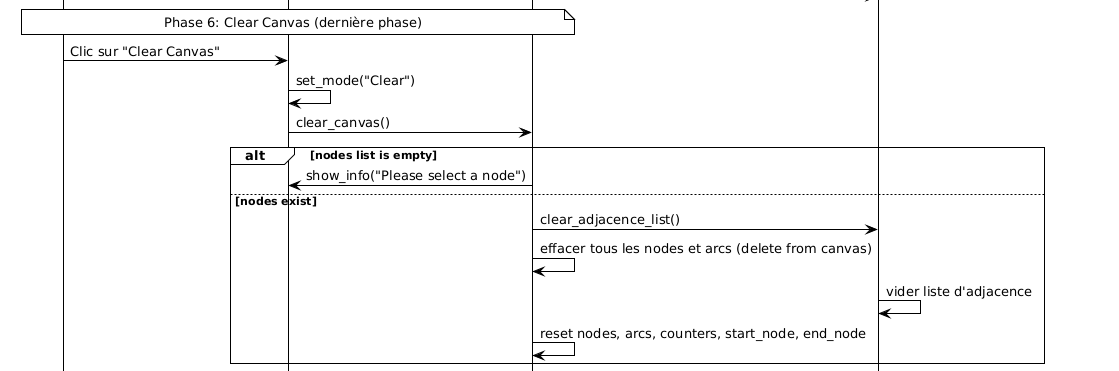 Phase 6: Clear Canvas (dernière phase)
Clic sur "Clear Canvas"
set_mode("Clear")
clear_canvas()
alt [nodes list is empty]
show_info("Please select a node")
[nodes exist]
clear_adjacence_list()
effacer tous les nodes et arcs (delete from canvas)
vider liste d'adjacence
reset nodes, arcs, counters, start_node, end_node